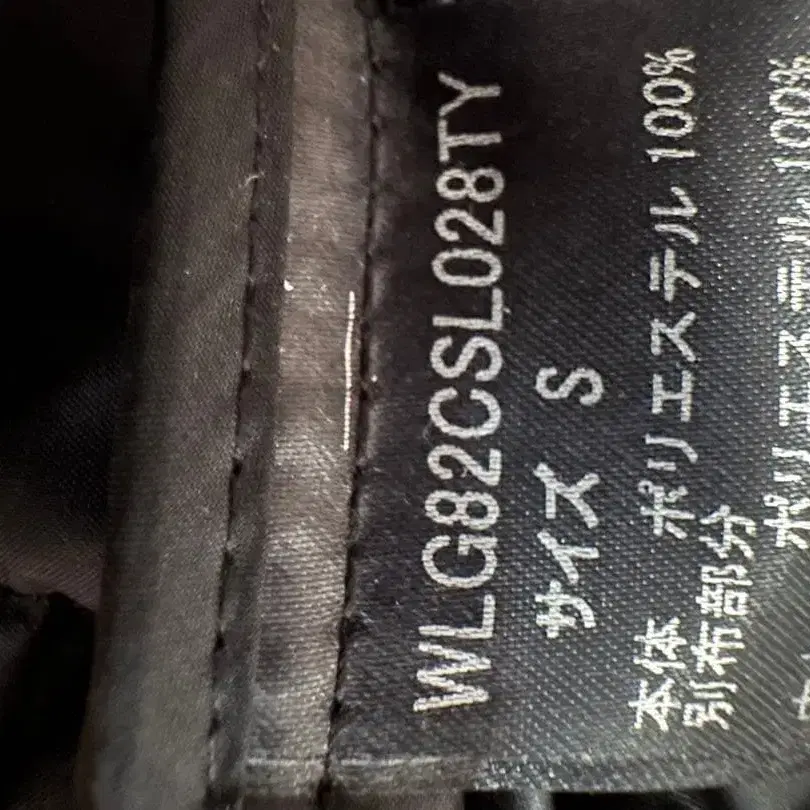 WLG82CSL028TY
サイズ S
本体 ポリエステル 100%
別布部分
ポリエステル 100%